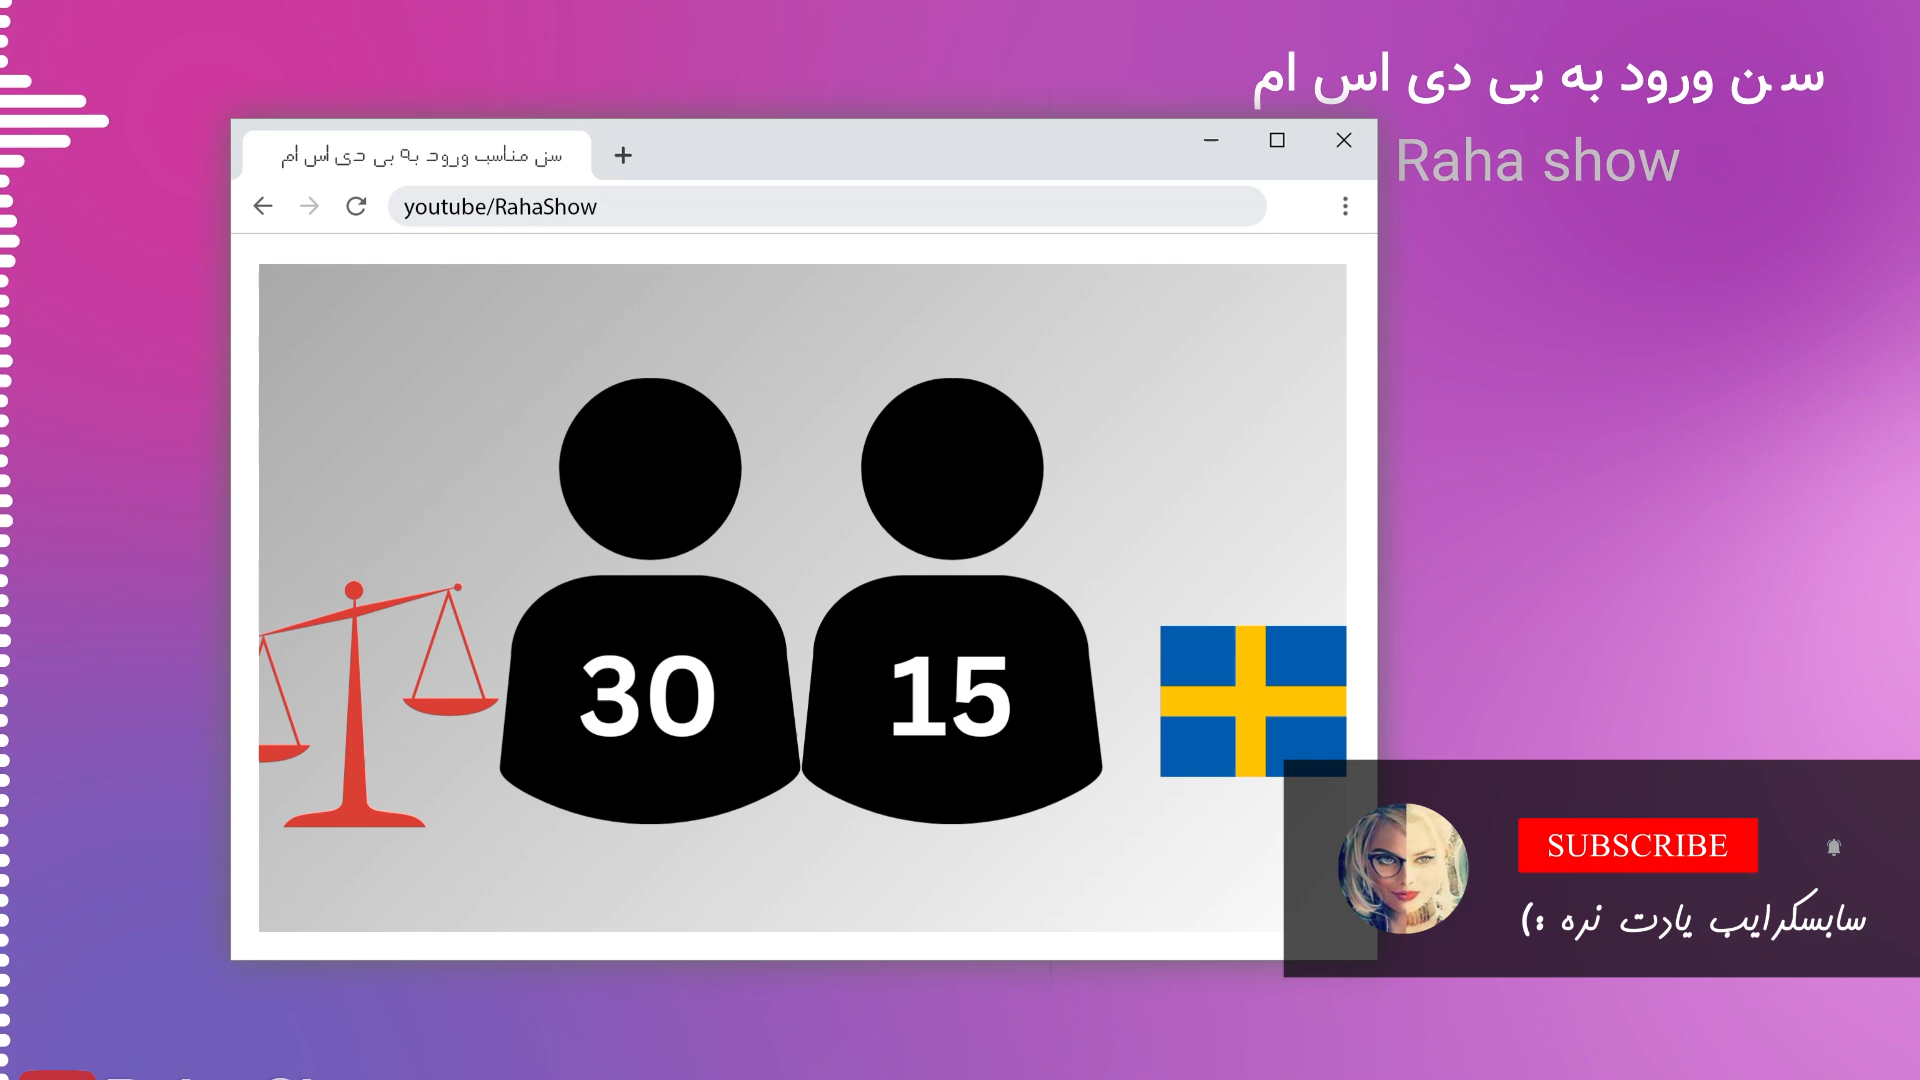 سن ورود به بی دی اس ام
Raha show
سن مناسب ورود به بی دی اس ام
youtube/RahaShow
30
15
SUBSCRIBE
سابسکرایب یادت نره :)